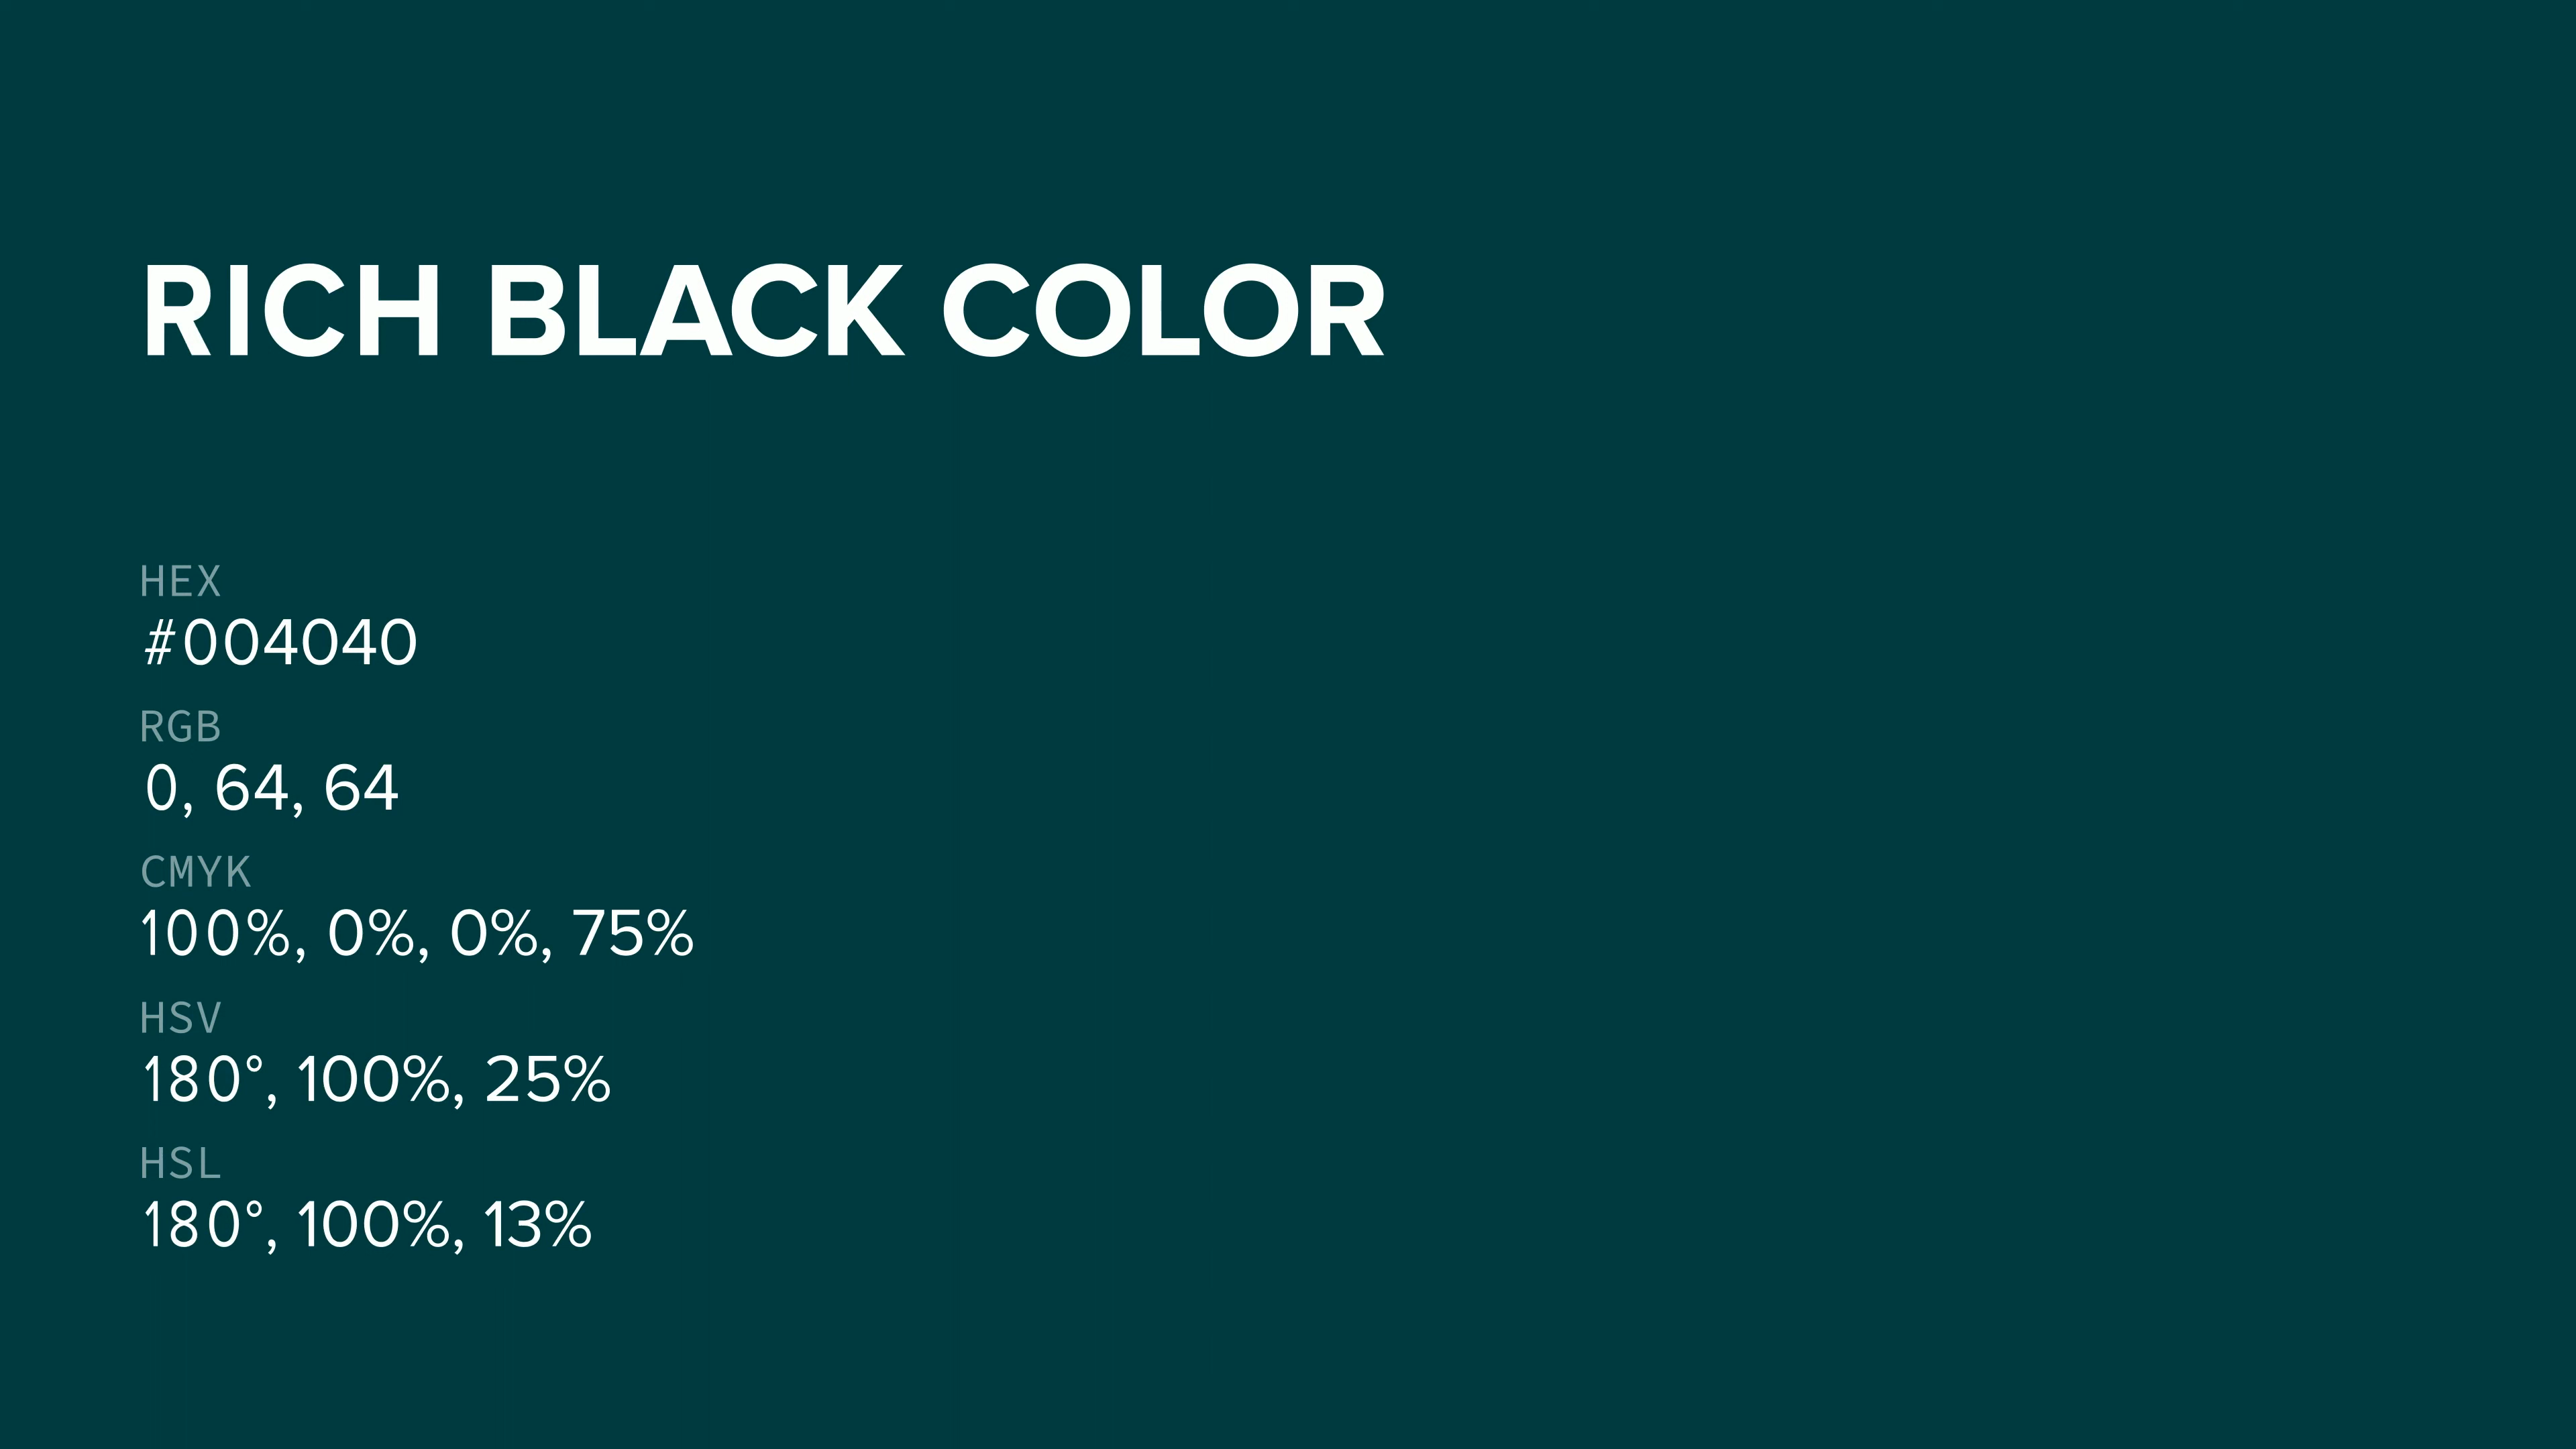 RICH BLACK COLOR
HEX
#004040
RGB
0, 64, 64
CMYK
100%, 0%, 0%, 75%
HSV
180°, 100%, 25%
HSL
180°, 100%, 13%